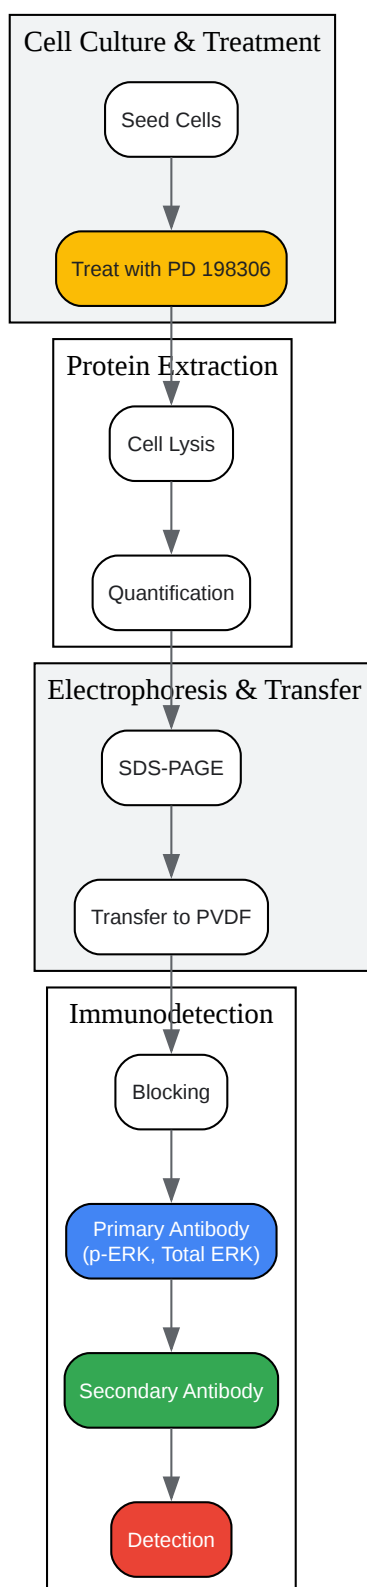 Cell Culture & Treatment
Seed Cells
Treat with PD 198306
Protein Extraction
Cell Lysis
Quantification
Electrophoresis & Transfer
SDS-PAGE
Transfer to PVDF
Immunodetection
Blocking
Primary Antibody
(p-ERK, Total ERK)
Secondary Antibody
Detection